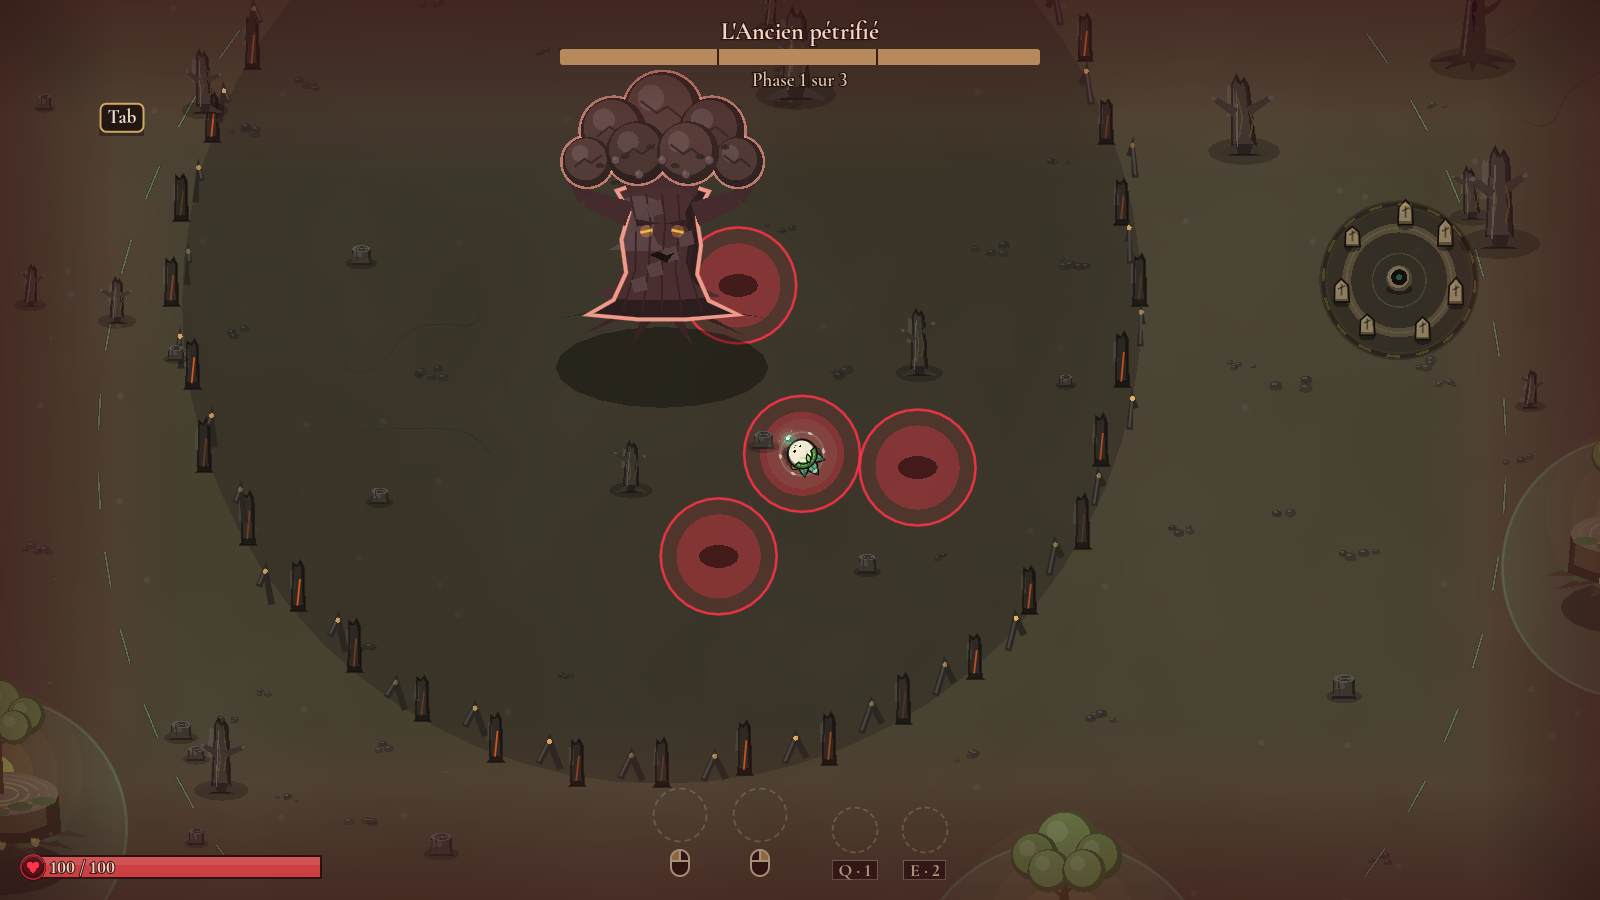 L'Ancien pétrifié
Phase 1 sur 3
Tab
100 / 100
Q · 1
E · 2